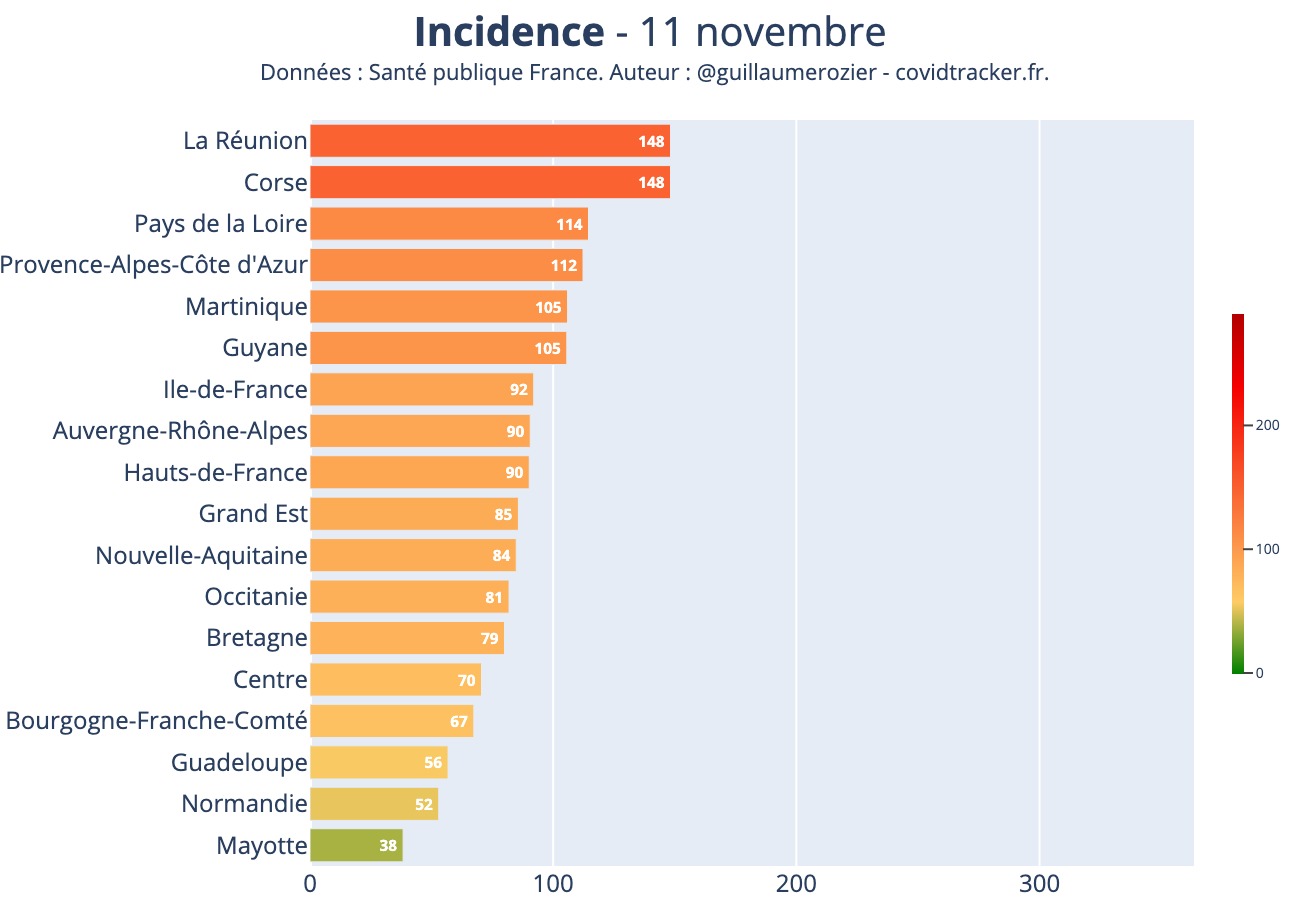 Incidence - 11 novembre
Données : Santé publique France. Auteur : @guillaumerozier - covidtracker.fr.
La Réunion 148
Corse 148
Pays de la Loire 114
Provence-Alpes-Côte d'Azur 112
Martinique 105
Guyane 105
Ile-de-France 92
Auvergne-Rhône-Alpes 90
Hauts-de-France 90
Grand Est 85
Nouvelle-Aquitaine 84
Occitanie 81
Bretagne 79
Centre 70
Bourgogne-Franche-Comté 67
Guadeloupe 56
Normandie 52
Mayotte 38
0 100 200 300
200
100
0